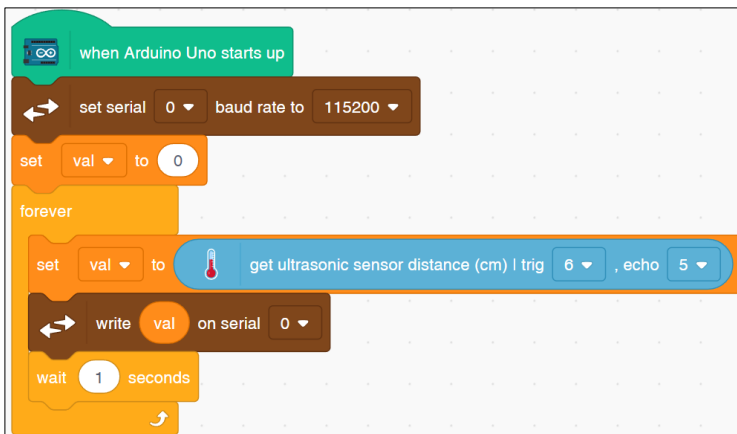 when Arduino Uno starts up
set serial 0 baud rate to 115200
set val to 0
forever
set val to get ultrasonic sensor distance (cm) | trig 6 , echo 5
write val on serial 0
wait 1 seconds